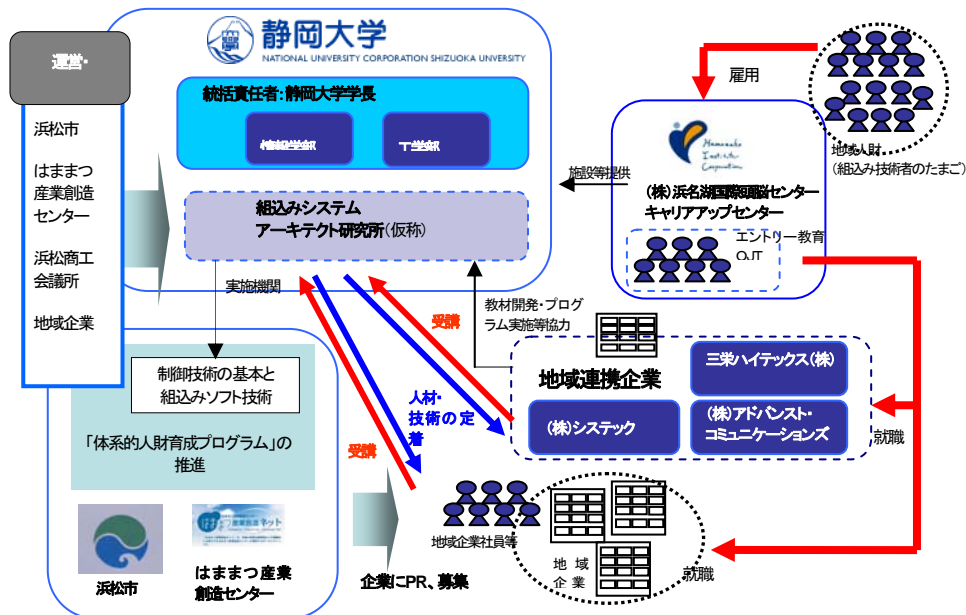 運営・
浜松市
はままつ
産業創造
センター
浜松商工
会議所
地域企業
静岡大学
NATIONAL UNIVERSITY CORPORATION SHIZUOKA UNVERSITY
統括責任者：静岡大学学長
情報学部
工学部
組込みシステム
アーキテクト研究所(仮称)
雇用
地域人財
(組込み技術者のたまご)
施設等提供
Hamanako
Institute
Corporation
(株)浜名湖国際頭脳センター
キャリアアップセンター
エントリー教育
OJT
実施機関
制御技術の基本と
組込みソフト技術
「体系的人財育成プログラム」の
推進
浜松市
はままつ産業
創造センター
受講
人材・
技術の定
着
受講
教材開発・プログ
ラム実施等協力
地域連携企業
三栄ハイテックス(株)
(株)システック
(株)アドバンスト・
コミュニケーションズ
就職
地域企業社員等
地 域
企 業
企業にPR、募集
就職